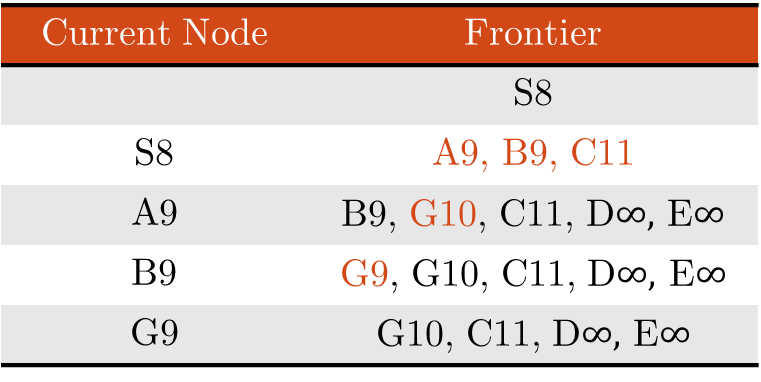 Current Node Frontier
S8
S8 A9, B9, C11
A9 B9, G10, C11, D∞, E∞
B9 G9, G10, C11, D∞, E∞
G9 G10, C11, D∞, E∞